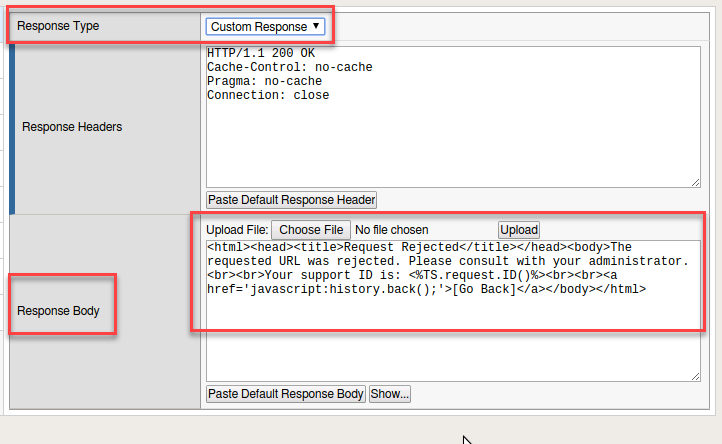 Response Type
Custom Response
Response Headers
HTTP/1.1 200 OK
Cache-Control: no-cache
Pragma: no-cache
Connection: close
Paste Default Response Header
Response Body
Upload File: Choose File No file chosen Upload
<html><head><title>Request Rejected</title></head><body>The
requested URL was rejected. Please consult with your administrator.
<br><br>Your support ID is: <%TS.request.ID()%><br><br><a
href='javascript:history.back();'>[Go Back]</a></body></html>
Paste Default Response Body Show...